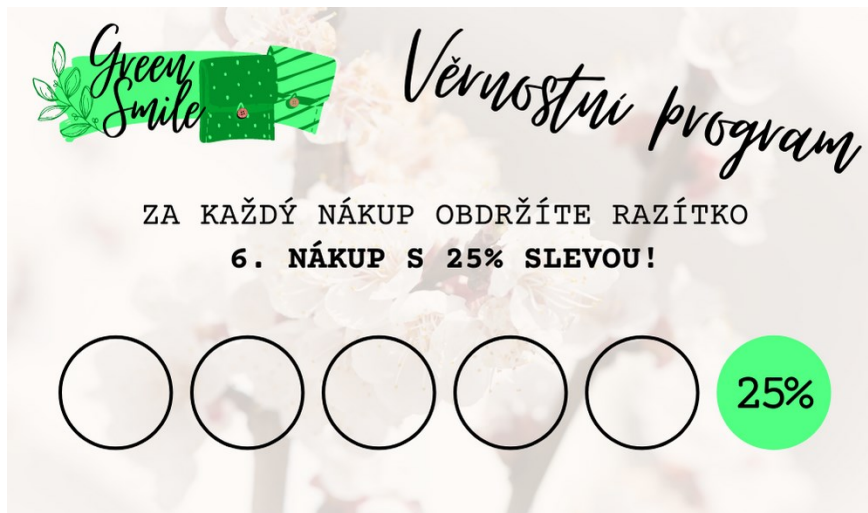 Green
Smile
Věrnostní program
ZA KAŽDÝ NÁKUP OBDRŽÍTE RAZÍTKO
6. NÁKUP S 25% SLEVOU!
25%